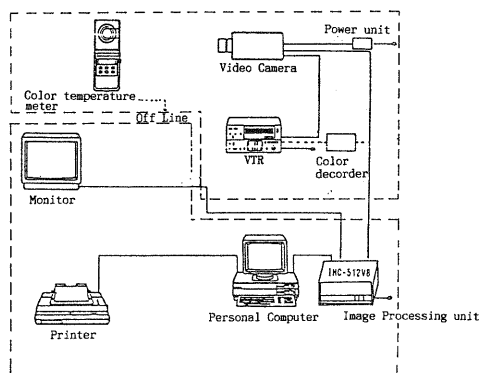 Power unit
Video Camera
Color temperature
meter
Off Line
VTR
Color
decorder
Monitor
IMC-512V8
Personal Computer
Image Processing unit
Printer